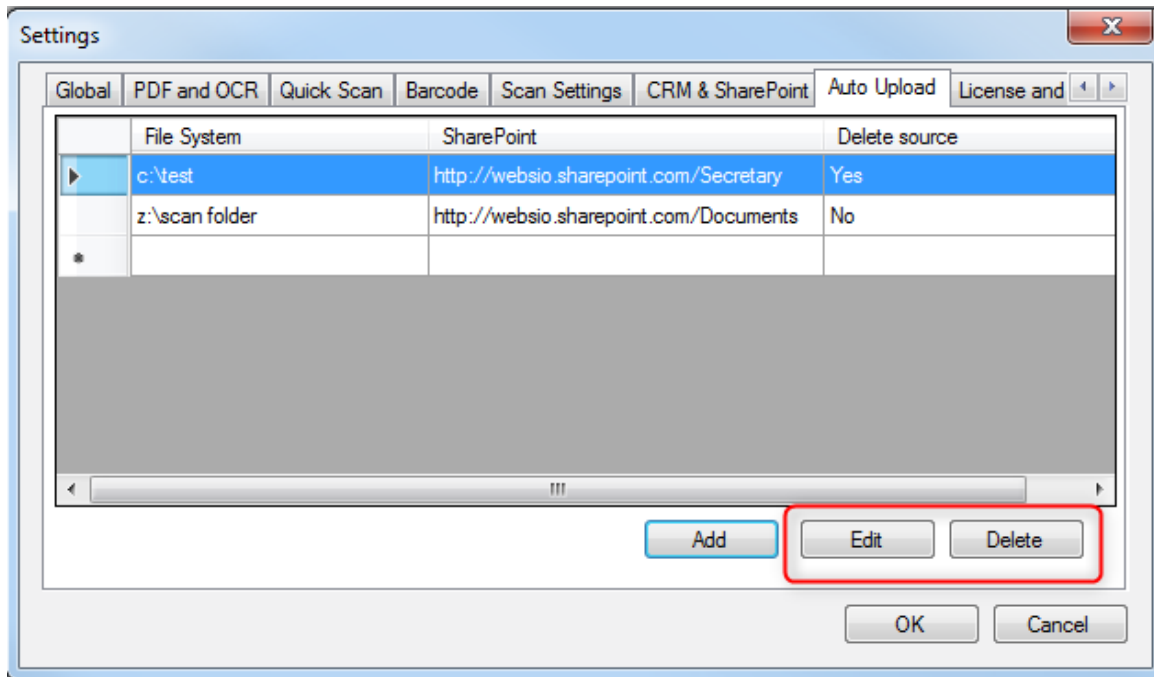 Settings
Global PDF and OCR Quick Scan Barcode Scan Settings CRM & SharePoint Auto Upload License and
File System SharePoint Delete source
c:\test http://websio.sharepoint.com/Secretary Yes
z:\scan folder http://websio.sharepoint.com/Documents No
Add Edit Delete
OK Cancel